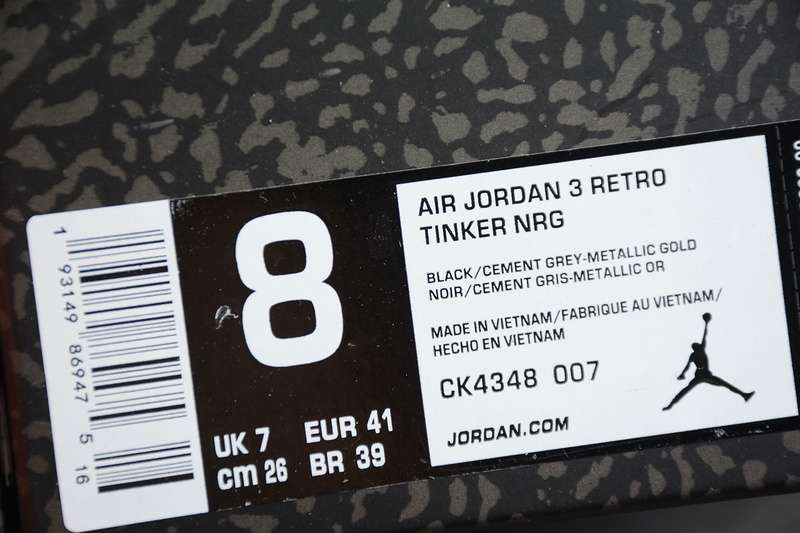 1 93149 86947 5 16
8
UK 7 EUR 41
cm 26 BR 39
AIR JORDAN 3 RETRO
TINKER NRG
BLACK/CEMENT GREY-METALLIC GOLD
NOIR/CEMENT GRIS-METALLIC OR
MADE IN VIETNAM/FABRIQUE AU VIETNAM/
HECHO EN VIETNAM
CK4348 007
JORDAN.COM